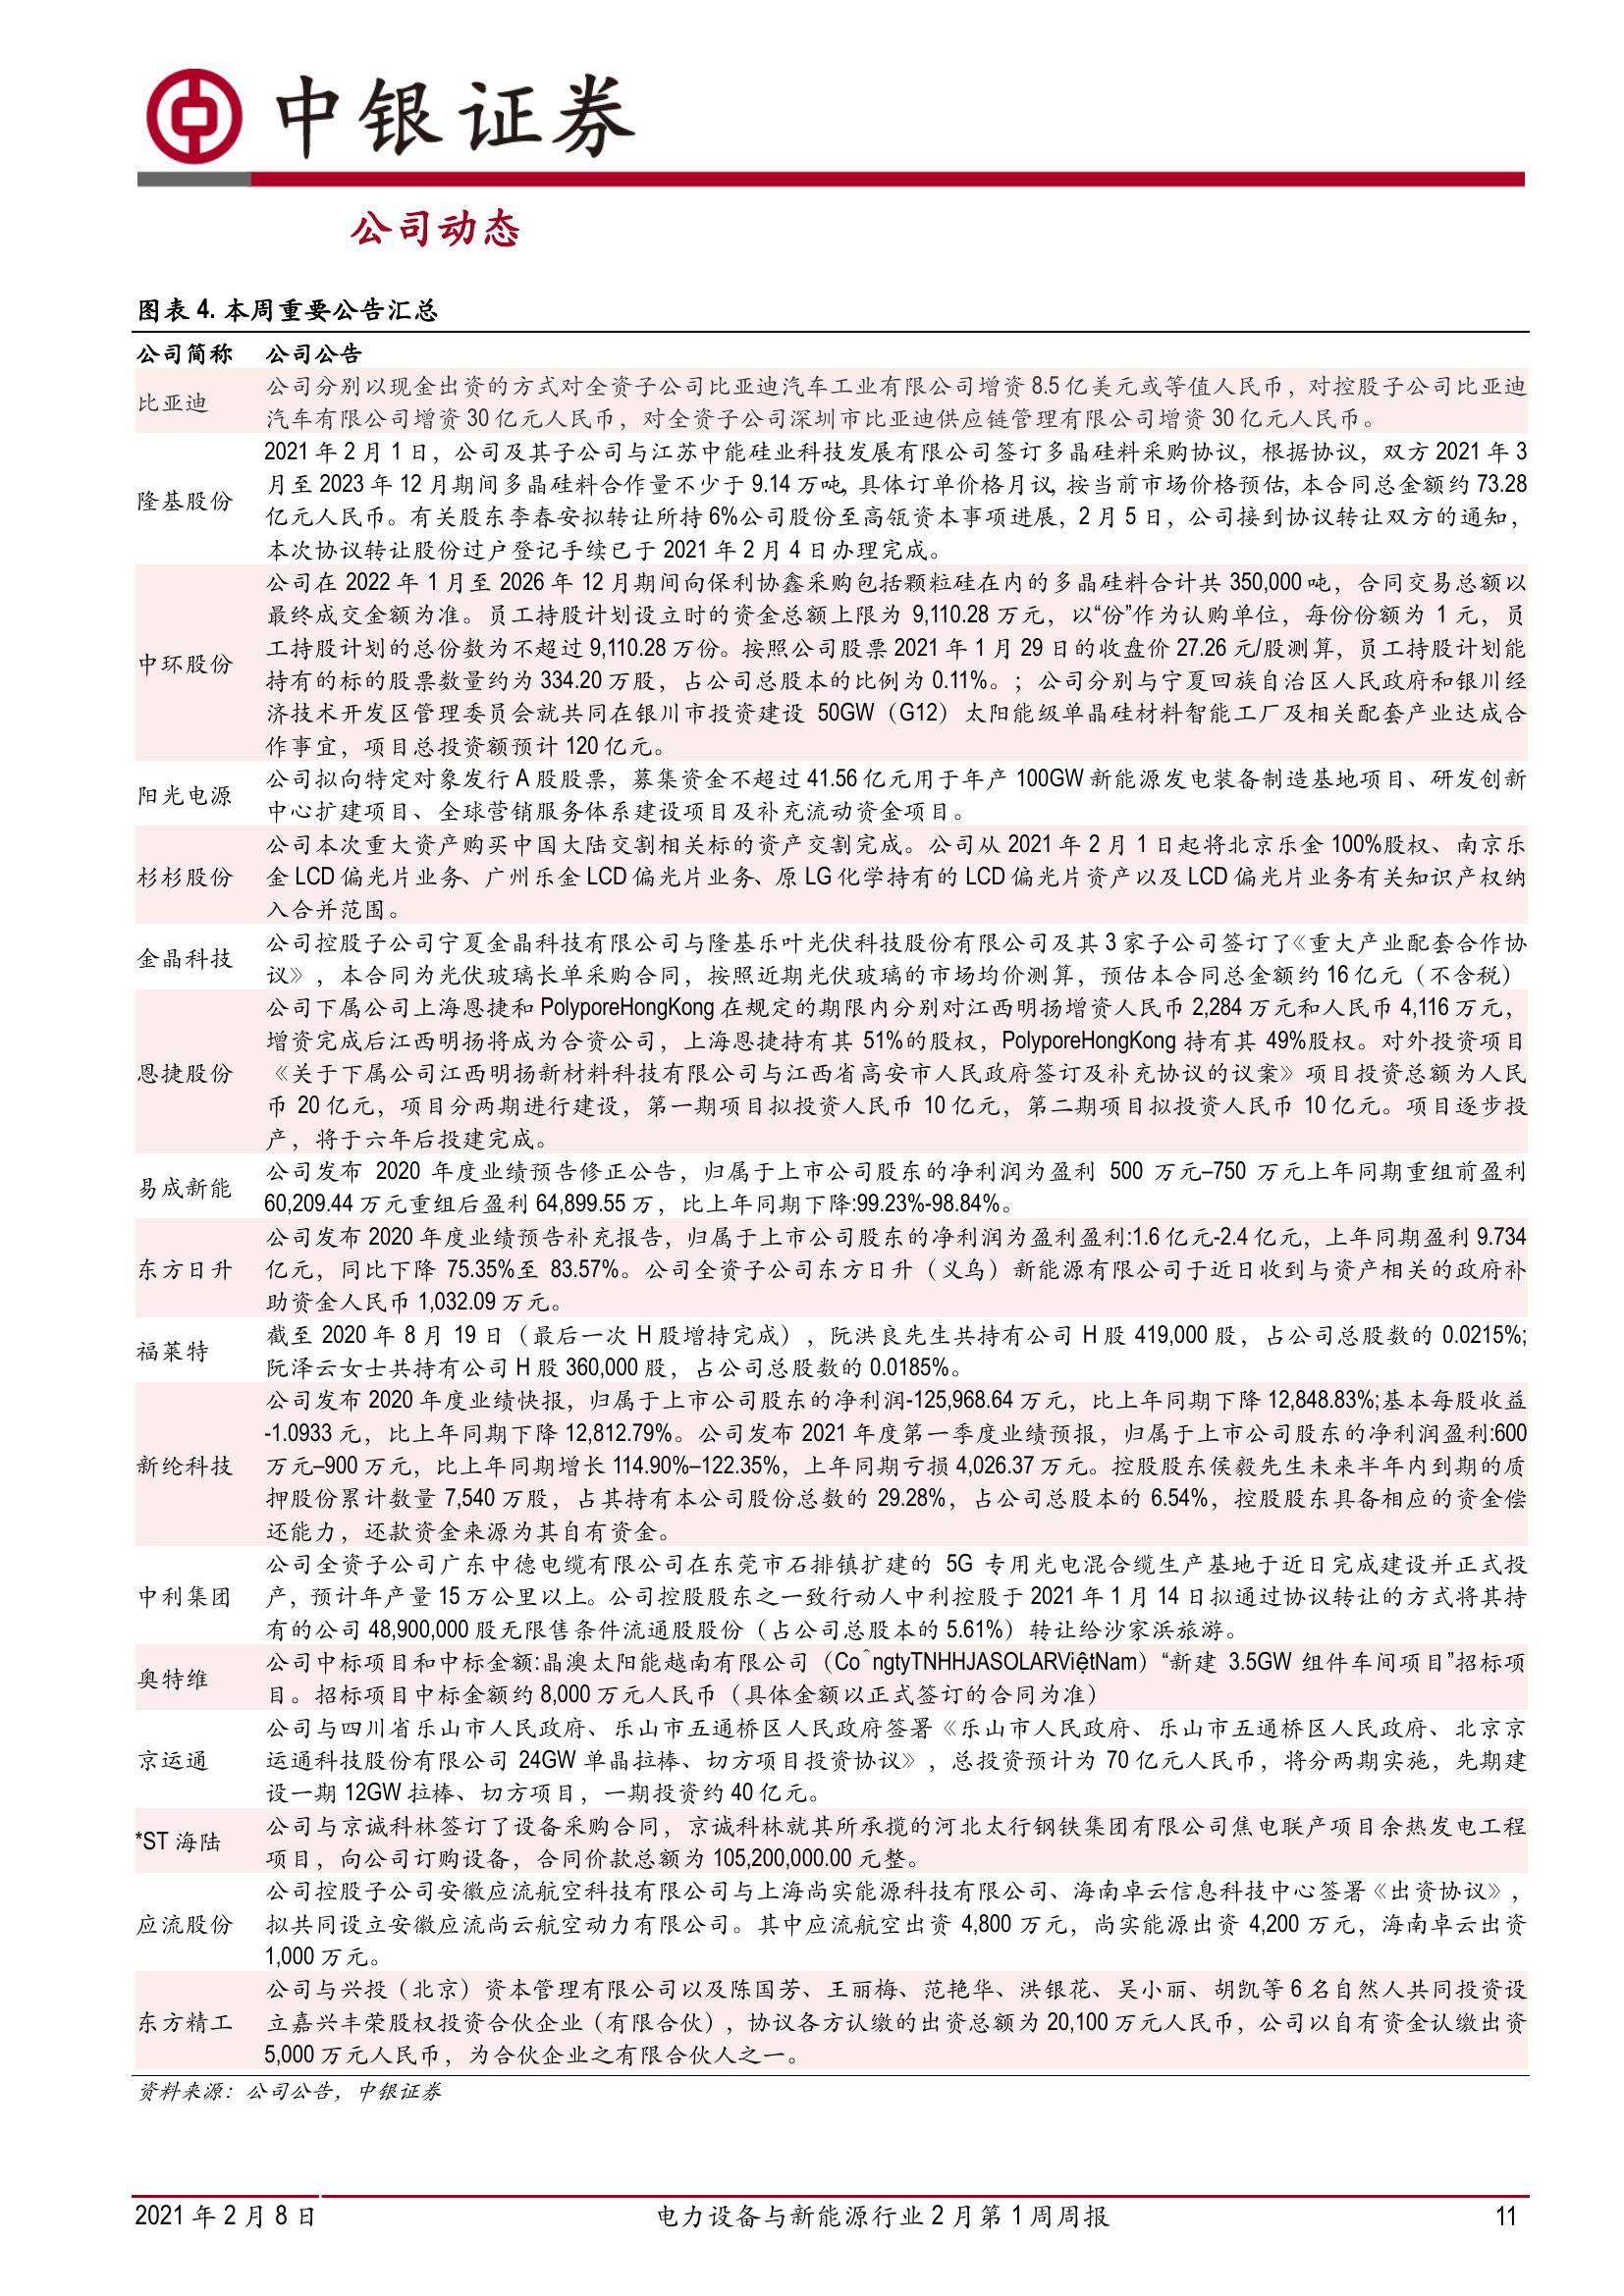 中银证券
公司动态
图表 4. 本周重要公告汇总
公司简称 公司公告
比亚迪
公司分别以现金出资的方式对全资子公司比亚迪汽车工业有限公司增资 8.5 亿美元或等值人民币，对控股子公司比亚迪
汽车有限公司增资 30 亿元人民币，对全资子公司深圳市比亚迪供应链管理有限公司增资 30 亿元人民币。
隆基股份
2021 年 2 月 1 日，公司及其子公司与江苏中能硅业科技发展有限公司签订多晶硅料采购协议，根据协议，双方 2021 年 3
月至 2023 年 12 月期间多晶硅料合作量不少于 9.14 万吨，具体订单价格月议，按当前市场价格预估，本合同总金额约 73.28
亿元人民币。有关股东李春安拟转让所持 6%公司股份至高瓴资本事项进展，2 月 5 日，公司接到协议转让双方的通知，
本次协议转让股份过户登记手续已于 2021 年 2 月 4 日办理完成。
中环股份
公司在 2022 年 1 月至 2026 年 12 月期间向保利协鑫采购包括颗粒硅在内的多晶硅料合计共 350,000 吨，合同交易总额以
最终成交金额为准。员工持股计划设立时的资金总额上限为 9,110.28 万元，以“份”作为认购单位，每份份额为 1 元，员
工持股计划的总份数为不超过 9,110.28 万份。按照公司股票 2021 年 1 月 29 日的收盘价 27.26 元/股测算，员工持股计划能
持有的标的股票数量约为 334.20 万股，占公司总股本的比例为 0.11%。；公司分别与宁夏回族自治区人民政府和银川经
济技术开发区管理委员会就共同在银川市投资建设 50GW（G12）太阳能级单晶硅材料智能工厂及相关配套产业达成合
作事宜，项目总投资额预计 120 亿元。
阳光电源
公司拟向特定对象发行 A 股股票，募集资金不超过 41.56 亿元用于年产 100GW 新能源发电装备制造基地项目、研发创新
中心扩建项目、全球营销服务体系建设项目及补充流动资金项目。
杉杉股份
公司本次重大资产购买中国大陆交割相关标的资产交割完成。公司从 2021 年 2 月 1 日起将北京乐金 100%股权、南京乐
金 LCD 偏光片业务、广州乐金 LCD 偏光片业务、原 LG 化学持有的 LCD 偏光片资产以及 LCD 偏光片业务有关知识产权纳
入合并范围。
金晶科技
公司控股子公司宁夏金晶科技有限公司与隆基乐叶光伏科技股份有限公司及其 3 家子公司签订了《重大产业配套合作协
议》，本合同为光伏玻璃长单采购合同，按照近期光伏玻璃的市场均价测算，预估本合同总金额约 16 亿元（不含税）
恩捷股份
公司下属公司上海恩捷和 PolyporeHongKong 在规定的期限内分别对江西明扬增资人民币 2,284 万元和人民币 4,116 万元，
增资完成后江西明扬将成为合资公司，上海恩捷持有其 51%的股权，PolyporeHongKong 持有其 49%股权。对外投资项目
《关于下属公司江西明扬新材料科技有限公司与江西省高安市人民政府签订及补充协议的议案》项目投资总额为人民
币 20 亿元，项目分两期进行建设，第一期项目拟投资人民币 10 亿元，第二期项目拟投资人民币 10 亿元。项目逐步投
产，将于六年后投建完成。
易成新能
公司发布 2020 年度业绩预告修正公告，归属于上市公司股东的净利润为盈利 500 万元–750 万元上年同期重组前盈利
60,209.44 万元重组后盈利 64,899.55 万，比上年同期下降:99.23%-98.84%。
东方日升
公司发布 2020 年度业绩预告补充报告，归属于上市公司股东的净利润为盈利盈利:1.6 亿元-2.4 亿元，上年同期盈利 9.734
亿元，同比下降 75.35%至 83.57%。公司全资子公司东方日升（义乌）新能源有限公司于近日收到与资产相关的政府补
助资金人民币 1,032.09 万元。
福莱特
截至 2020 年 8 月 19 日（最后一次 H 股增持完成），阮洪良先生共持有公司 H 股 419,000 股，占公司总股数的 0.0215%;
阮泽云女士共持有公司 H 股 360,000 股，占公司总股数的 0.0185%。
新纶科技
公司发布 2020 年度业绩快报，归属于上市公司股东的净利润-125,968.64 万元，比上年同期下降 12,848.83%;基本每股收益
-1.0933 元，比上年同期下降 12,812.79%。公司发布 2021 年度第一季度业绩预报，归属于上市公司股东的净利润盈利:600
万元–900 万元，比上年同期增长 114.90%–122.35%，上年同期亏损 4,026.37 万元。控股股东侯毅先生未来半年内到期的质
押股份累计数量 7,540 万股，占其持有本公司股份总数的 29.28%，占公司总股本的 6.54%，控股股东具备相应的资金偿
还能力，还款资金来源为其自有资金。
中利集团
公司全资子公司广东中德电缆有限公司在东莞市石排镇扩建的 5G 专用光电混合缆生产基地于近日完成建设并正式投
产，预计年产量 15 万公里以上。公司控股股东之一致行动人中利控股于 2021 年 1 月 14 日拟通过协议转让的方式将其持
有的公司 48,900,000 股无限售条件流通股股份（占公司总股本的 5.61%）转让给沙家浜旅游。
奥特维
公司中标项目和中标金额:晶澳太阳能越南有限公司（CoˆngtyTNHHJASOLARViệtNam）“新建 3.5GW 组件车间项目”招标项
目。招标项目中标金额约 8,000 万元人民币（具体金额以正式签订的合同为准）
京运通
公司与四川省乐山市人民政府、乐山市五通桥区人民政府签署《乐山市人民政府、乐山市五通桥区人民政府、北京京
运通科技股份有限公司 24GW 单晶拉棒、切方项目投资协议》，总投资预计为 70 亿元人民币，将分两期实施，先期建
设一期 12GW 拉棒、切方项目，一期投资约 40 亿元。
*ST 海陆
公司与京诚科林签订了设备采购合同，京诚科林就其所承揽的河北太行钢铁集团有限公司焦电联产项目余热发电工程
项目，向公司订购设备，合同价款总额为 105,200,000.00 元整。
应流股份
公司控股子公司安徽应流航空科技有限公司与上海尚实能源科技有限公司、海南卓云信息科技中心签署《出资协议》，
拟共同设立安徽应流尚云航空动力有限公司。其中应流航空出资 4,800 万元，尚实能源出资 4,200 万元，海南卓云出资
1,000 万元。
东方精工
公司与兴投（北京）资本管理有限公司以及陈国芳、王丽梅、范艳华、洪银花、吴小丽、胡凯等 6 名自然人共同投资设
立嘉兴丰荣股权投资合伙企业（有限合伙），协议各方认缴的出资总额为 20,100 万元人民币，公司以自有资金认缴出资
5,000 万元人民币，为合伙企业之有限合伙人之一。
资料来源：公司公告，中银证券
2021 年 2 月 8 日 电力设备与新能源行业 2 月第 1 周周报 11